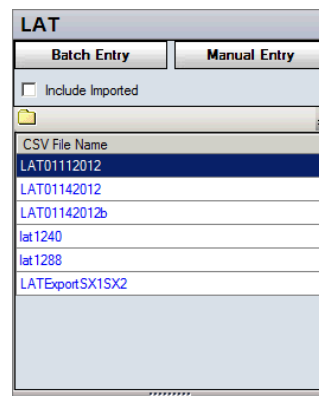 LAT
Batch Entry Manual Entry
Include Imported
CSV File Name
LAT01112012
LAT01142012
LAT01142012b
lat1240
lat1288
LATExportSX1SX2